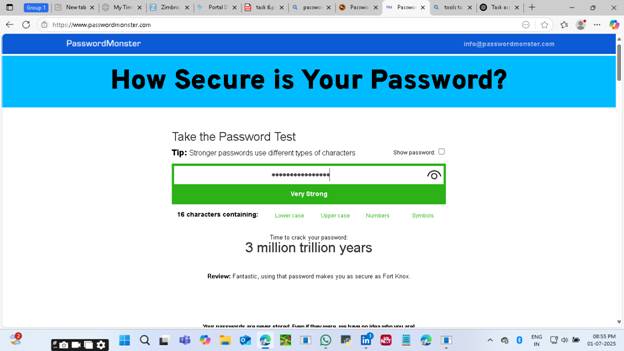 Group 1
New tab
My Tim
Zimbra
Portal D
task 8.p
passwor
Passwo
Passwo
tools to
Task as
https://www.passwordmonster.com
PasswordMonster
info@passwordmonster.com
How Secure is Your Password?
Take the Password Test
Tip: Stronger passwords use different types of characters
Show password:
••••••••••••••••
Very Strong
16 characters containing:
Lower case
Upper case
Numbers
Symbols
Time to crack your password:
3 million trillion years
Review: Fantastic, using that password makes you as secure as Fort Knox.
Your passwords are never stored. Even if they were, we have no idea who you are!
ENG
IN
08:55 PM
01-07-2025